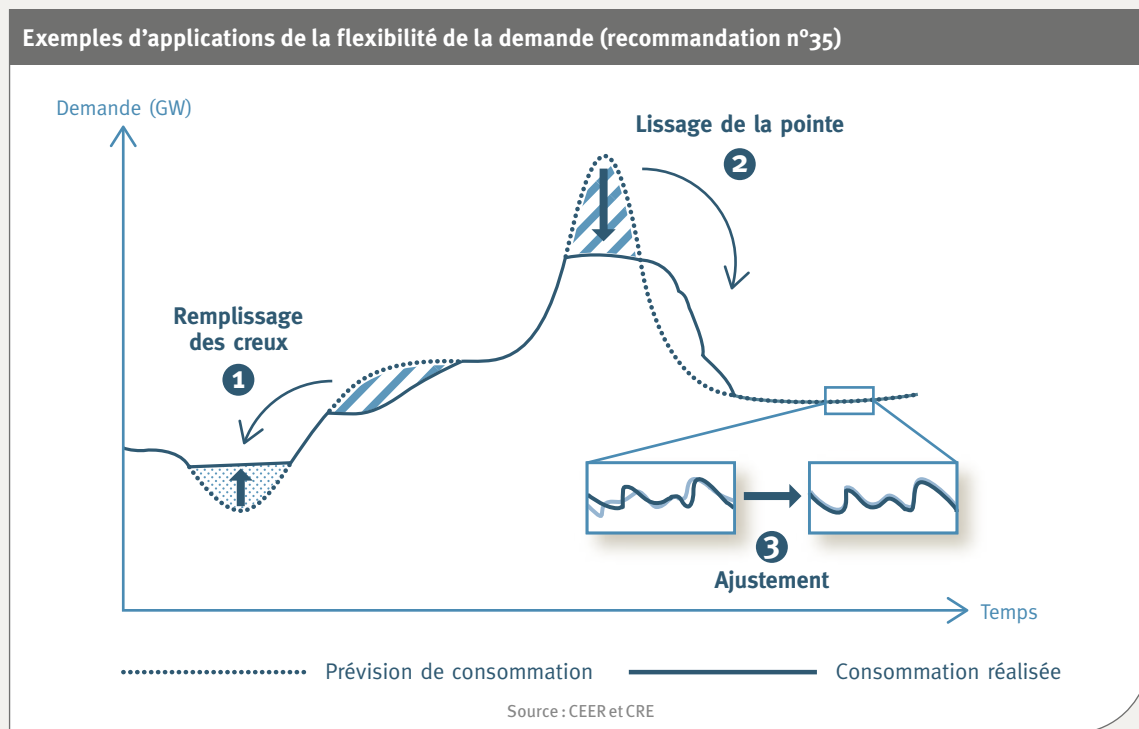 Exemples d'applications de la flexibilité de la demande (recommandation n°35)
Demande (GW)
Lissage de la pointe
2
Remplissage
des creux
1
3
Ajustement
Temps
Prévision de consommation
Consommation réalisée
Source : CEER et CRE